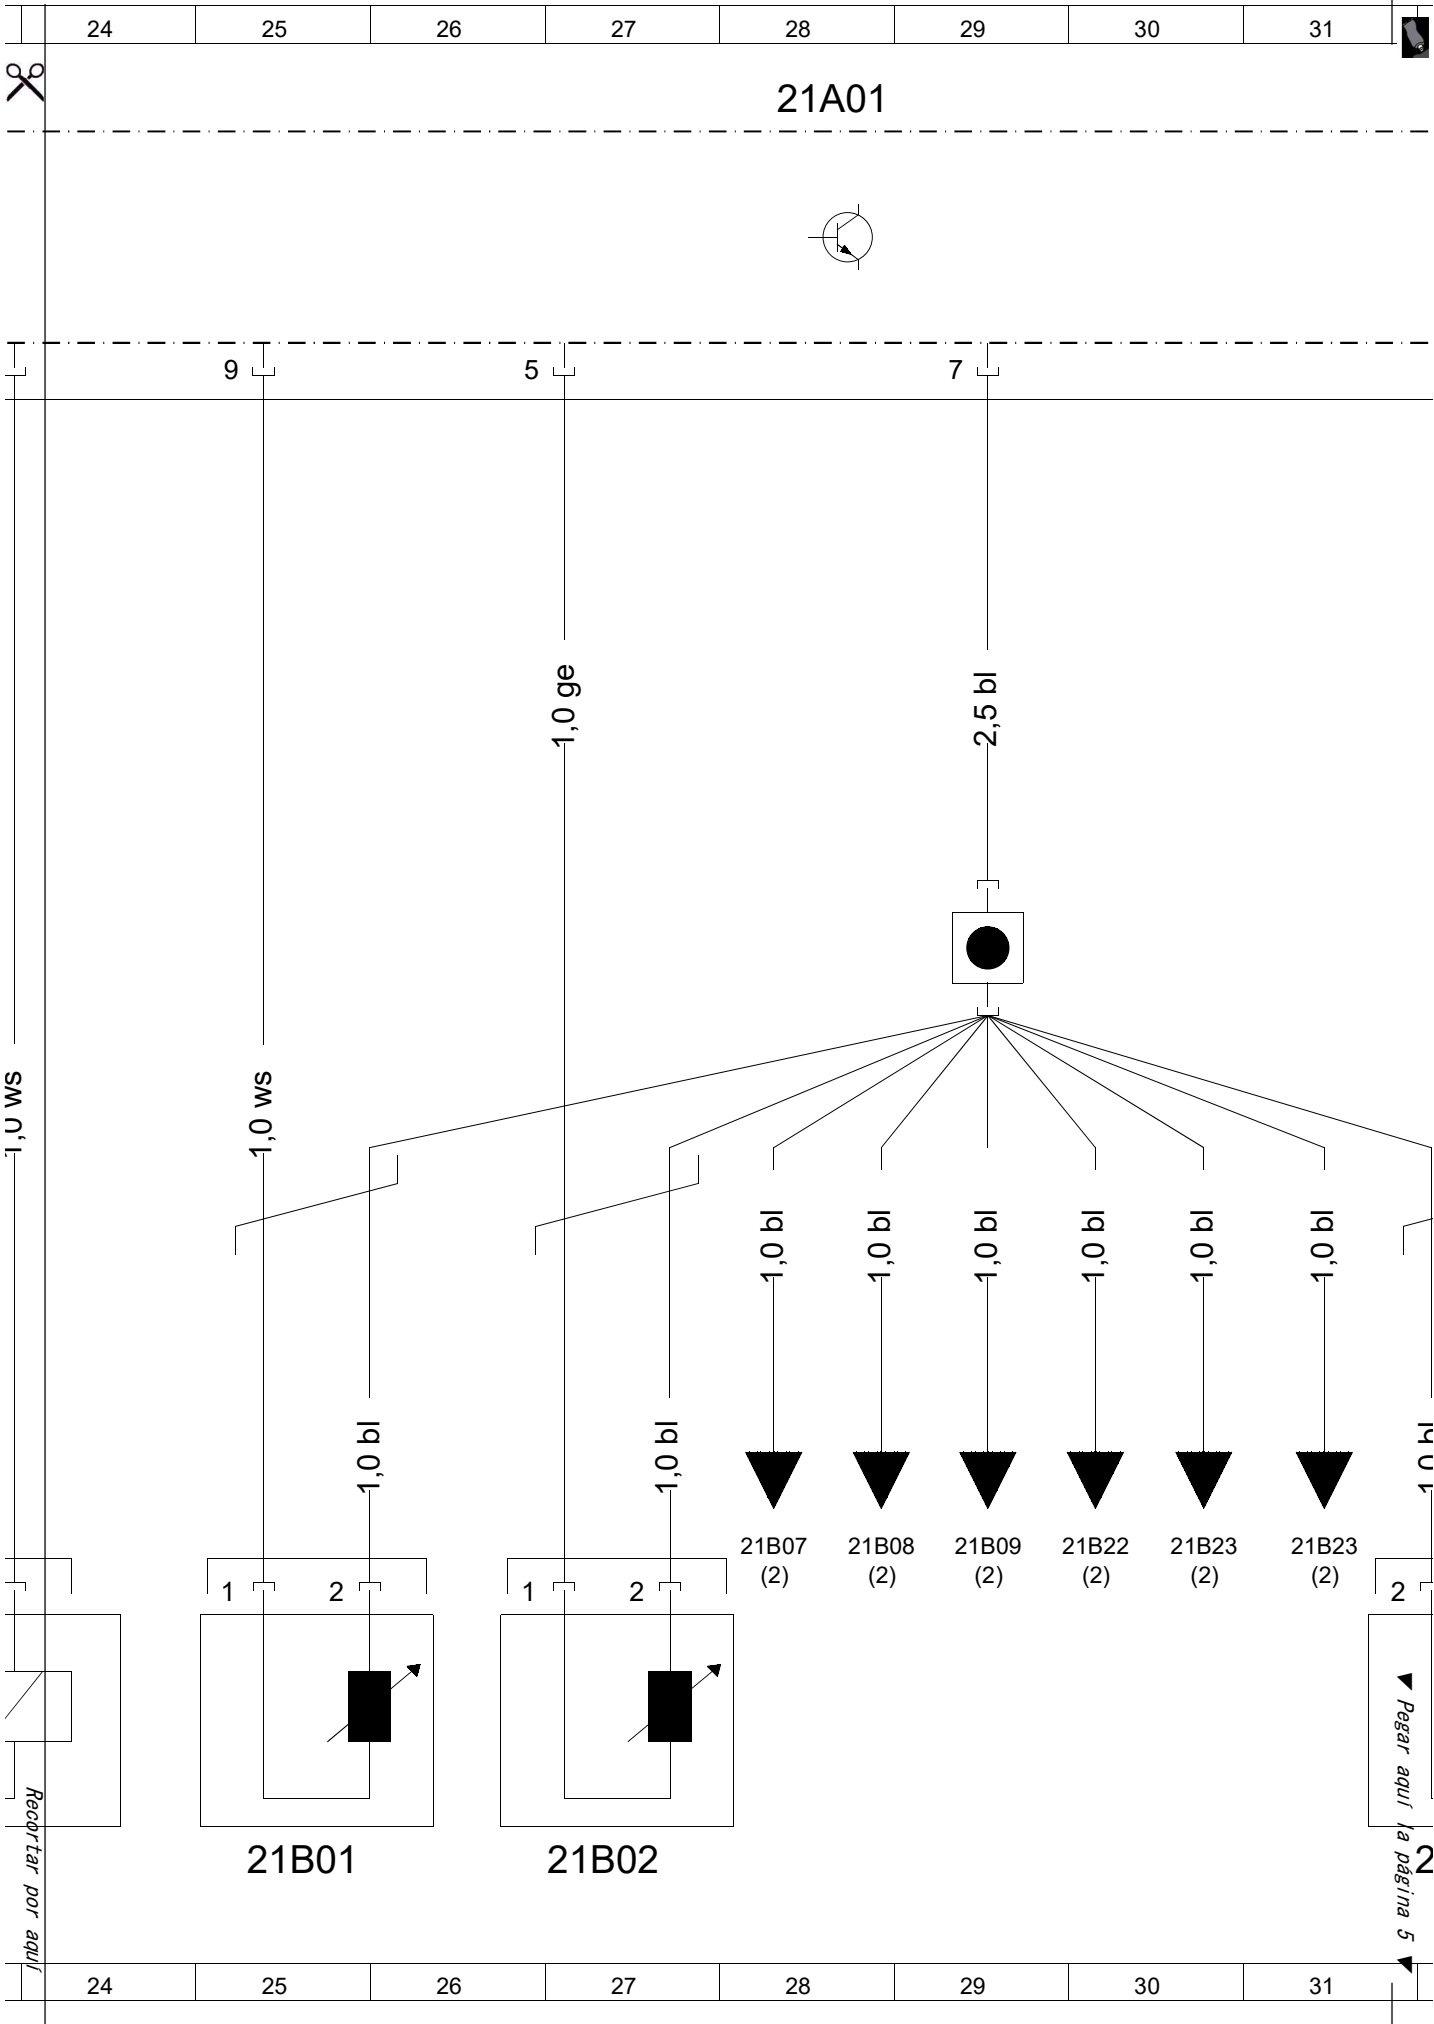 24 25 26 27 28 29 30 31
21A01
9 5 7
1,0 ge
2,5 bl
1,0 ws
1,0 ws
1,0 bl
1,0 bl
1,0 bl
1,0 bl
1,0 bl
1,0 bl
1,0 bl
1,0 bl
1,0 bl
21B07 21B08 21B09 21B22 21B23 21B23
(2) (2) (2) (2) (2) (2)
1 2 1 2 2
21B01 21B02 2
Recortar por aquí
Pegar aquí la página 5
24 25 26 27 28 29 30 31